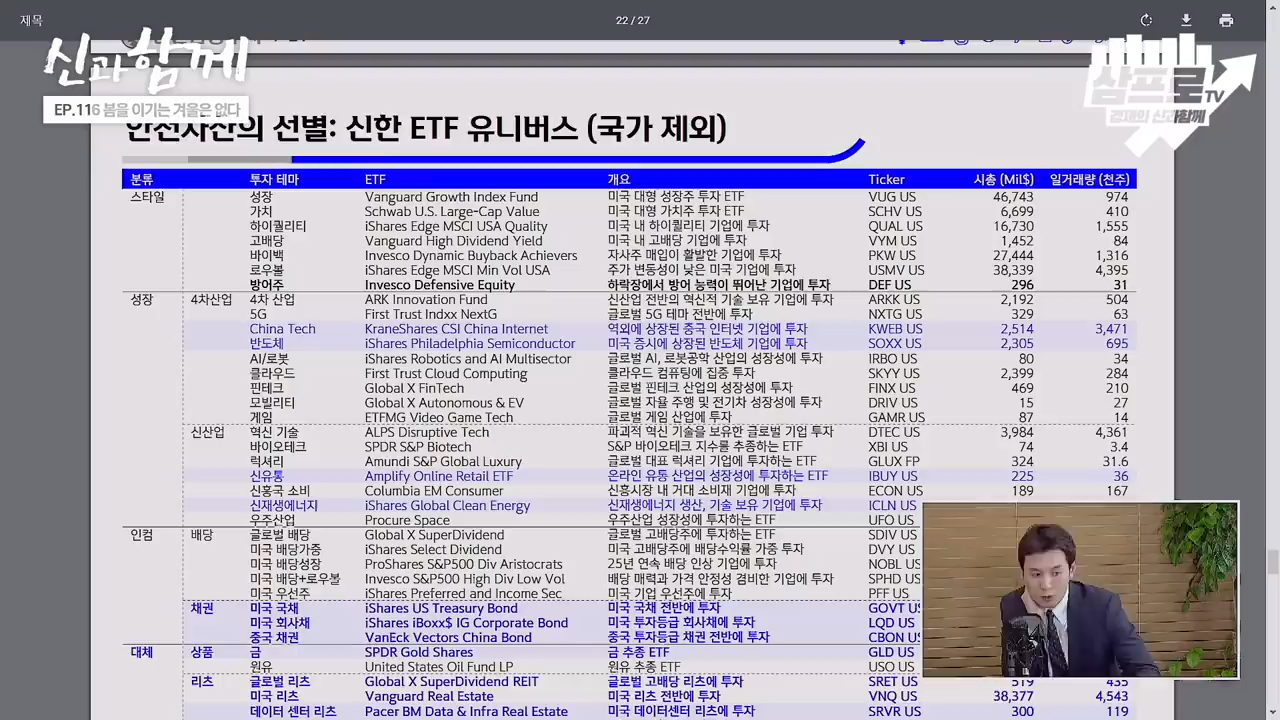 제목
22 / 27
신과함께
EP.116 봄을 이기는 겨울은 없다
삼프로TV
경제의 신과함께
안전자산의 선별: 신한 ETF 유니버스 (국가 제외)
분류 투자 테마 ETF 개요 Ticker 시총 (Mil$) 일거래량 (천주)
스타일 성장 Vanguard Growth Index Fund 미국 대형 성장주 투자 ETF VUG US 46,743 974
가치 Schwab U.S. Large-Cap Value 미국 대형 가치주 투자 ETF SCHV US 6,699 410
하이퀄리티 iShares Edge MSCI USA Quality 미국 내 하이퀄리티 기업에 투자 QUAL US 16,730 1,555
고배당 Vanguard High Dividend Yield 미국 내 고배당 기업에 투자 VYM US 1,452 84
바이백 Invesco Dynamic Buyback Achievers 자사주 매입이 활발한 기업에 투자 PKW US 27,444 1,316
로우볼 iShares Edge MSCI Min Vol USA 주가 변동성이 낮은 미국 기업에 투자 USMV US 38,339 4,395
방어주 Invesco Defensive Equity 하락장에서 방어 능력이 뛰어난 기업에 투자 DEF US 296 31
성장 4차산업 4차 산업 ARK Innovation Fund 신산업 전반의 혁신적 기술 보유 기업에 투자 ARKK US 2,192 504
5G First Trust Indxx NextG 글로벌 5G 테마 전반에 투자 NXTG US 329 63
China Tech KraneShares CSI China Internet 역외에 상장된 중국 인터넷 기업에 투자 KWEB US 2,514 3,471
반도체 iShares Philadelphia Semiconductor 미국 증시에 상장된 반도체 기업에 투자 SOXX US 2,305 695
AI/로봇 iShares Robotics and AI Multisector 글로벌 AI, 로봇공학 산업의 성장성에 투자 IRBO US 80 34
클라우드 First Trust Cloud Computing 클라우드 컴퓨팅에 집중 투자 SKYY US 2,399 284
핀테크 Global X FinTech 글로벌 핀테크 산업의 성장성에 투자 FINX US 469 210
모빌리티 Global X Autonomous & EV 글로벌 자율 주행 및 전기차 성장성에 투자 DRIV US 15 27
게임 ETFMG Video Game Tech 글로벌 게임 산업에 투자 GAMR US 87 14
신산업 혁신 기술 ALPS Disruptive Tech 파괴적 혁신 기술을 보유한 글로벌 기업 투자 DTEC US 3,984 4,361
바이오테크 SPDR S&P Biotech S&P 바이오테크 지수를 추종하는 ETF XBI US 74 3.4
럭셔리 Amundi S&P Global Luxury 글로벌 대표 럭셔리 기업에 투자하는 ETF GLUX FP 324 31.6
신유통 Amplify Online Retail ETF 온라인 유통 산업의 성장성에 투자하는 ETF IBUY US 225 36
신흥국 소비 Columbia EM Consumer 신흥시장 내 거대 소비재 기업에 투자 ECON US 189 167
신재생에너지 iShares Global Clean Energy 신재생에너지 생산, 기술 보유 기업에 투자 ICLN US
우주산업 Procure Space 우주산업 성장성에 투자하는 ETF UFO US
인컴 배당 글로벌 배당 Global X SuperDividend 글로벌 고배당주에 투자하는 ETF SDIV US
미국 배당가중 iShares Select Dividend 미국 고배당주에 배당수익률 가중 투자 DVY US
미국 배당성장 ProShares S&P500 Div Aristocrats 25년 연속 배당 인상 기업에 투자 NOBL US
미국 배당+로우볼 Invesco S&P500 High Div Low Vol 배당 매력과 가격 안정성 겸비한 기업에 투자 SPHD US
미국 우선주 iShares Preferred and Income Sec 미국 기업 우선주에 투자 PFF US
채권 미국 국채 iShares US Treasury Bond 미국 국채 전반에 투자 GOVT US
미국 회사채 iShares iBoxx$ IG Corporate Bond 미국 투자등급 회사채에 투자 LQD US
중국 채권 VanEck Vectors China Bond 중국 투자등급 채권 전반에 투자 CBON US
대체 상품 금 SPDR Gold Shares 금 추종 ETF GLD US
원유 United States Oil Fund LP 원유 추종 ETF USO US
리츠 글로벌 리츠 Global X SuperDividend REIT 글로벌 고배당 리츠에 투자 SRET US 519 435
미국 리츠 Vanguard Real Estate 미국 리츠 전반에 투자 VNQ US 38,377 4,543
데이터 센터 리츠 Pacer BM Data & Infra Real Estate 미국 데이터센터 리츠에 투자 SRVR US 300 119